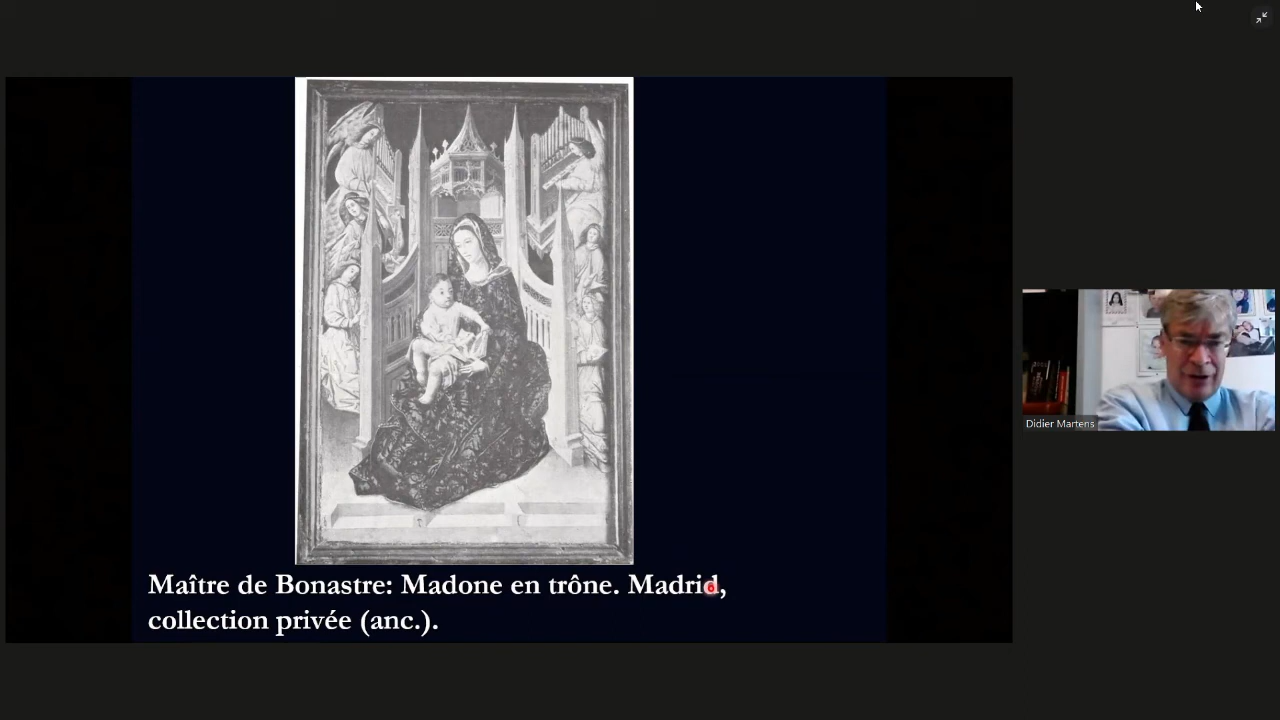 Maître de Bonastre: Madone en trône. Madrid,
collection privée (anc.).
Didier Martens